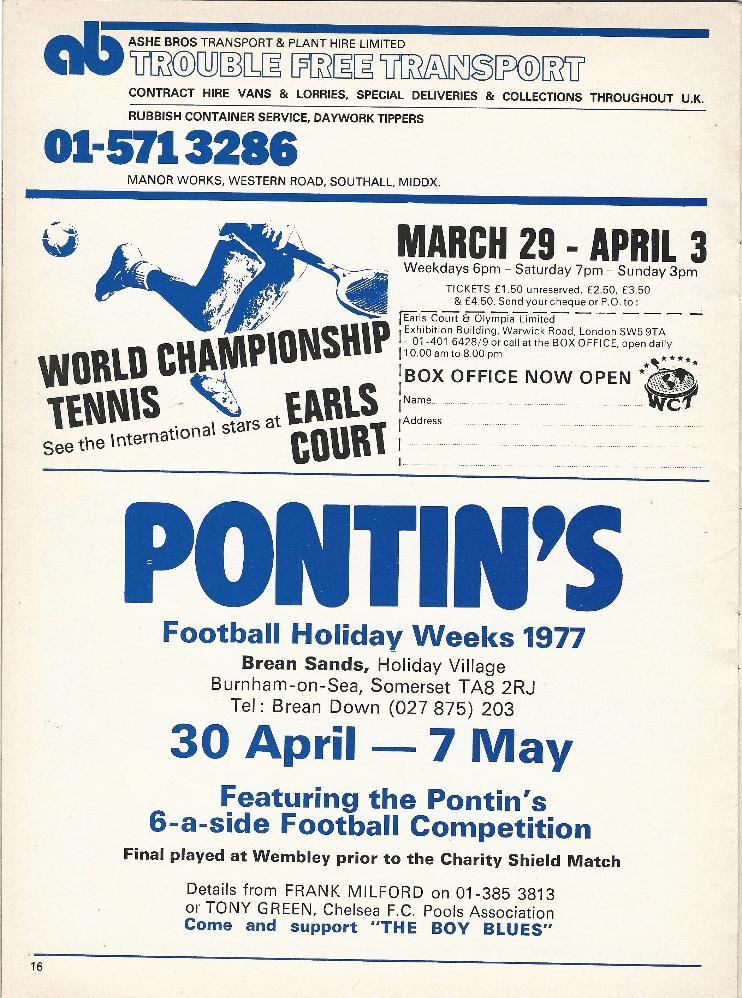 ab
ASHE BROS TRANSPORT & PLANT HIRE LIMITED
TROUBLE FREE TRANSPORT
CONTRACT HIRE VANS & LORRIES, SPECIAL DELIVERIES & COLLECTIONS THROUGHOUT U.K.
RUBBISH CONTAINER SERVICE, DAYWORK TIPPERS
01-571 3286
MANOR WORKS, WESTERN ROAD, SOUTHALL, MIDDX.
WORLD CHAMPIONSHIP
TENNIS
See the International stars at
EARLS
COURT
MARCH 29 - APRIL 3
Weekdays 6pm - Saturday 7pm - Sunday 3pm
TICKETS £1.50 unreserved, £2.50, £3.50
& £4.50. Send your cheque or P.O. to:
Earls Court & Olympia Limited
Exhibition Building, Warwick Road, London SW5 9TA
- 01-401 6428/9 or call at the BOX OFFICE, open daily
10.00 am to 8.00 pm.
BOX OFFICE NOW OPEN
WCT
Name
Address
PONTIN'S
Football Holiday Weeks 1977
Brean Sands, Holiday Village
Burnham-on-Sea, Somerset TA8 2RJ
Tel: Brean Down (027 875) 203
30 April — 7 May
Featuring the Pontin's
6-a-side Football Competition
Final played at Wembley prior to the Charity Shield Match
Details from FRANK MILFORD on 01-385 3813
or TONY GREEN, Chelsea F.C. Pools Association
Come and support "THE BOY BLUES"
16